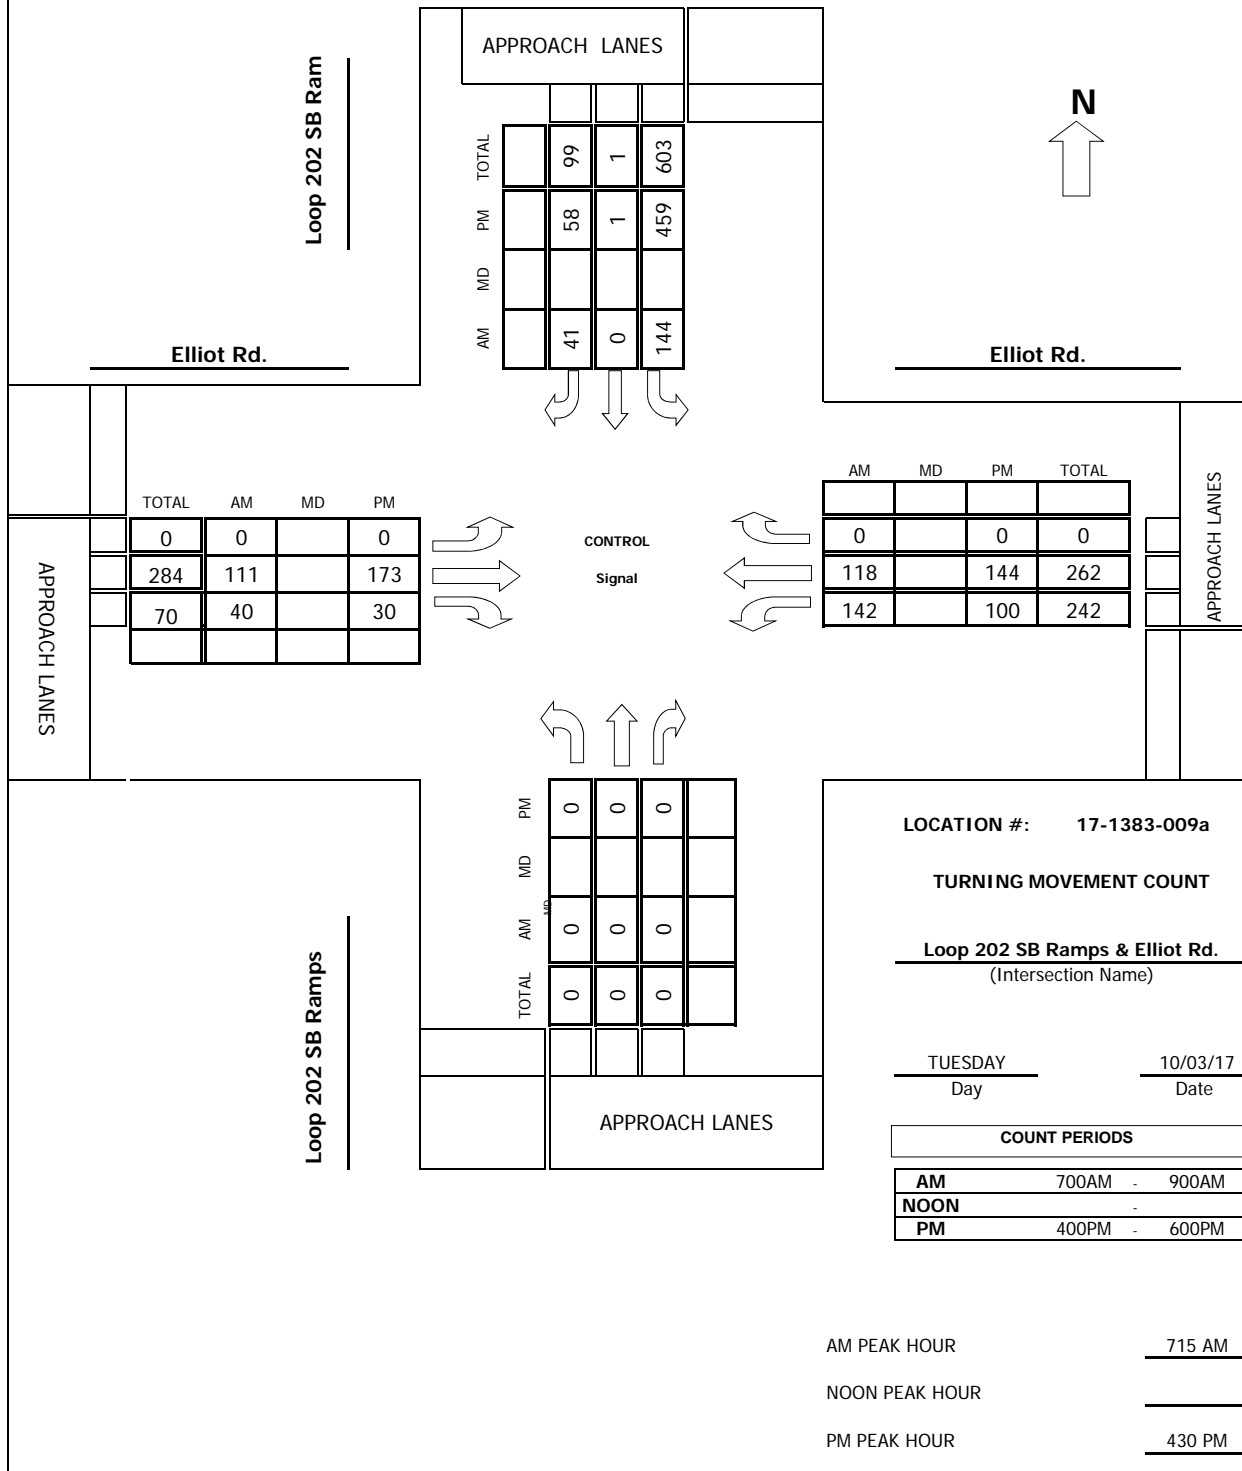 APPROACH LANES
Loop 202 SB Ram
N
TOTAL 99 1 603
PM 58 1 459
MD
AM 41 0 144
Elliot Rd.
Elliot Rd.
AM MD PM TOTAL
0 0 0
118 144 262
142 100 242
APPROACH LANES
TOTAL AM MD PM
0 0 0
284 111 173
70 40 30
APPROACH LANES
CONTROL
Signal
PM 0 0 0
MD
AM 0 0 0
MD
TOTAL 0 0 0
APPROACH LANES
Loop 202 SB Ramps
LOCATION #: 17-1383-009a
TURNING MOVEMENT COUNT
Loop 202 SB Ramps & Elliot Rd.
(Intersection Name)
TUESDAY 10/03/17
Day Date
COUNT PERIODS
AM 700AM - 900AM
NOON -
PM 400PM - 600PM
AM PEAK HOUR 715 AM
NOON PEAK HOUR
PM PEAK HOUR 430 PM